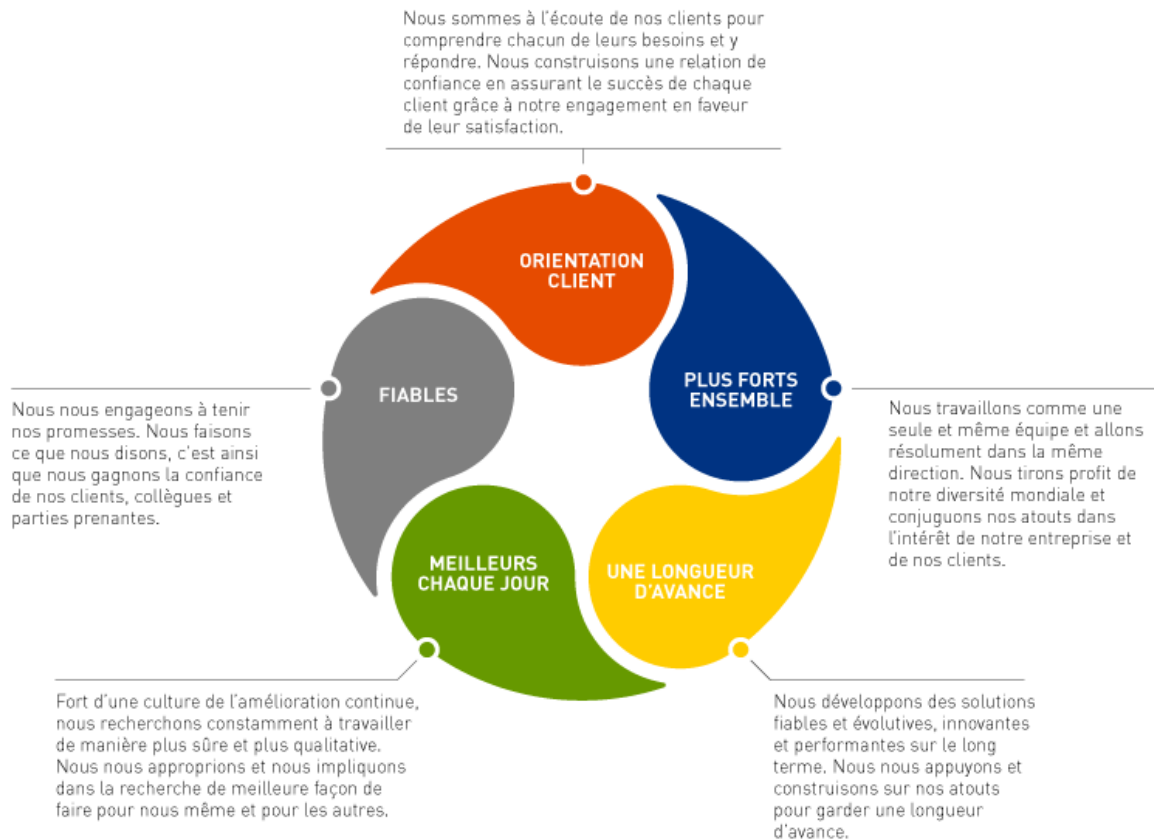 Nous sommes à l'écoute de nos clients pour
comprendre chacun de leurs besoins et y
répondre. Nous construisons une relation de
confiance en assurant le succès de chaque
client grâce à notre engagement en faveur
de leur satisfaction.
ORIENTATION
CLIENT
PLUS FORTS
ENSEMBLE
Nous travaillons comme une
seule et même équipe et allons
résolument dans la même
direction. Nous tirons profit de
notre diversité mondiale et
conjuguons nos atouts dans
l'intérêt de notre entreprise et
de nos clients.
UNE LONGUEUR
D'AVANCE
Nous développons des solutions
fiables et évolutives, innovantes
et performantes sur le long
terme. Nous nous appuyons et
construisons sur nos atouts
pour garder une longueur
d'avance.
MEILLEURS
CHAQUE JOUR
Fort d'une culture de l'amélioration continue,
nous recherchons constamment à travailler
de manière plus sûre et plus qualitative.
Nous nous approprions et nous impliquons
dans la recherche de meilleure façon de
faire pour nous même et pour les autres.
FIABLES
Nous nous engageons à tenir
nos promesses. Nous faisons
ce que nous disons, c'est ainsi
que nous gagnons la confiance
de nos clients, collègues et
parties prenantes.